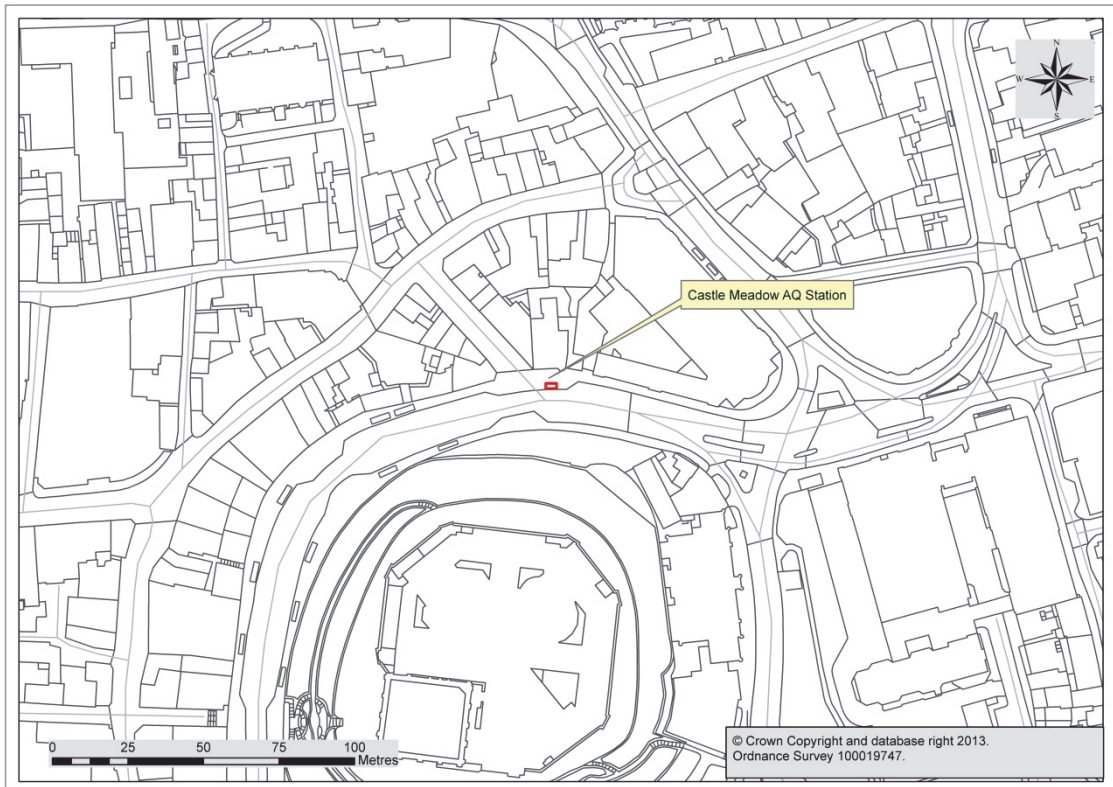 N
W E
S
Castle Meadow AQ Station
0 25 50 75 100
Metres
© Crown Copyright and database right 2013.
Ordnance Survey 100019747.